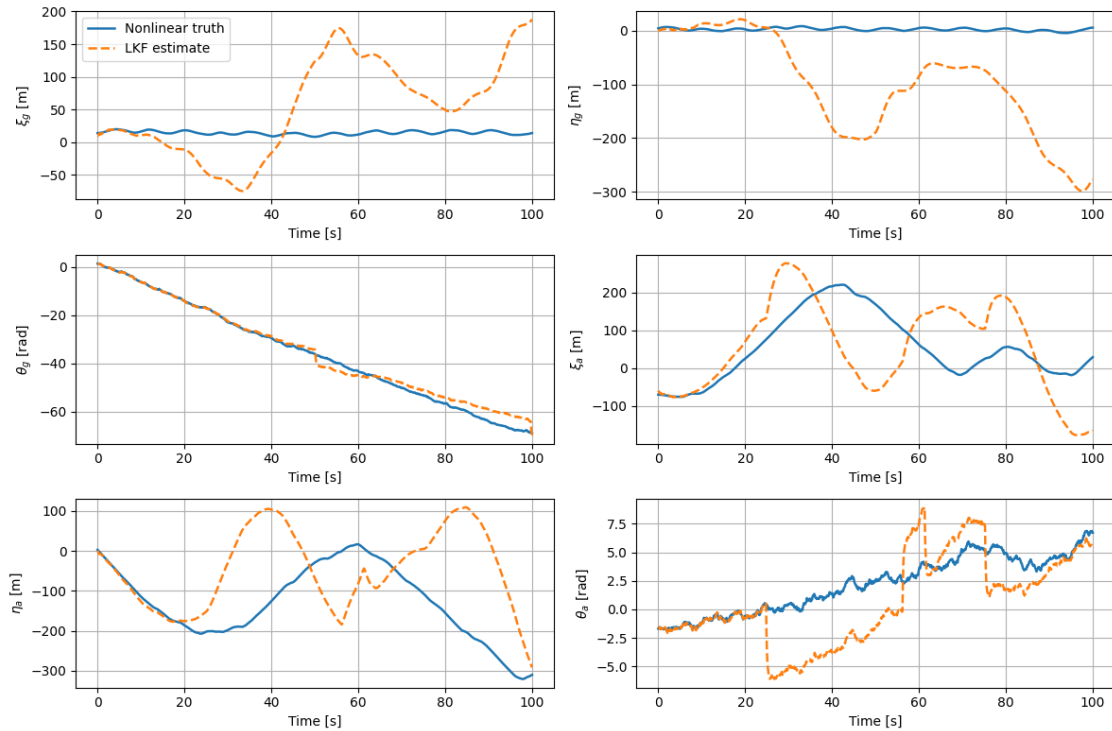 200
150
100
50
0
−50
ξg [m]
Nonlinear truth
LKF estimate
0 20 40 60 80 100
Time [s]
0
−100
−200
−300
ηg [m]
0 20 40 60 80 100
Time [s]
0
−20
−40
−60
θg [rad]
0 20 40 60 80 100
Time [s]
200
100
0
−100
ξa [m]
0 20 40 60 80 100
Time [s]
100
0
−100
−200
−300
ηa [m]
0 20 40 60 80 100
Time [s]
7.5
5.0
2.5
0.0
−2.5
−5.0
θa [rad]
0 20 40 60 80 100
Time [s]